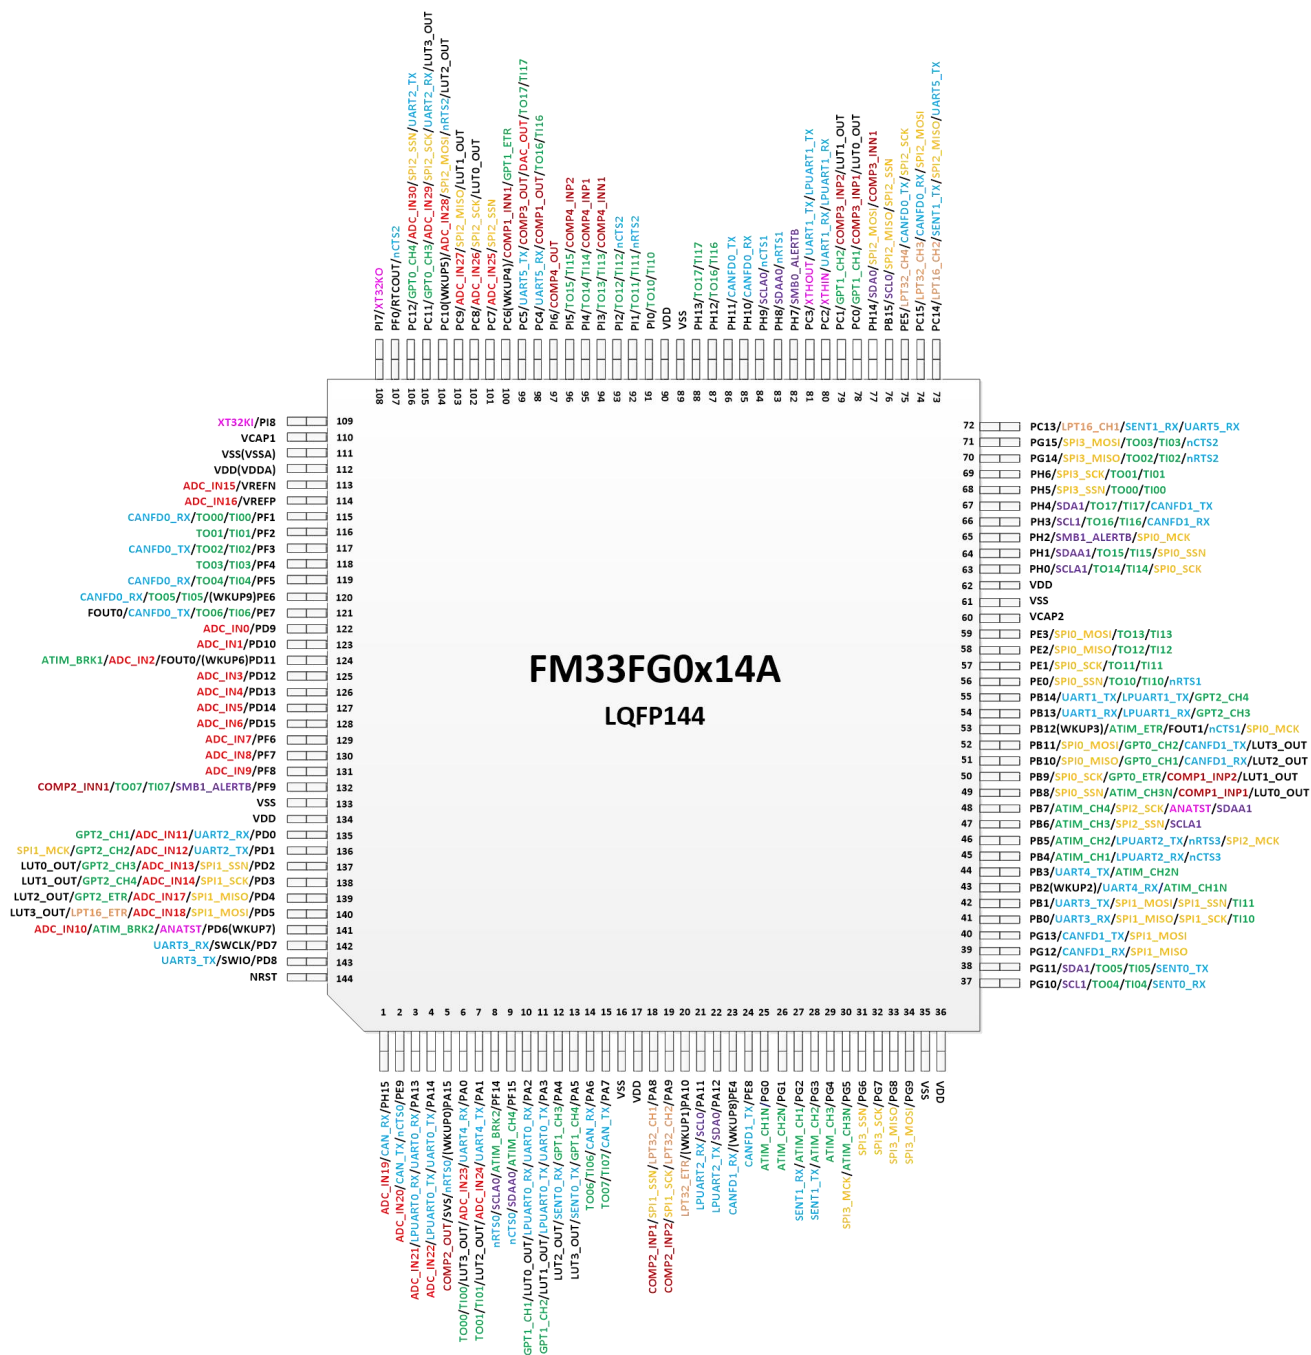 PI7/XT32KO
PF0/RTCOUT/nCTS2
PC12/GPT0_CH4/ADC_IN30/SPI2_SSN/UART2_TX
PC11/GPT0_CH3/ADC_IN29/SPI2_SCK/UART2_RX/LUT3_OUT
PC10(WKUP5)/ADC_IN28/SPI2_MOSI/nRTS2/LUT2_OUT
PC9/ADC_IN27/SPI2_MISO/LUT1_OUT
PC8/ADC_IN26/SPI2_SCK/LUT0_OUT
PC7/ADC_IN25/SPI2_SSN
PC6(WKUP4)/COMP1_INN1/GPT1_ETR
PC5/UART5_TX/COMP3_OUT/DAC_OUT/TO17/TI17
PC4/UART5_RX/COMP1_OUT/TO16/TI16
PI6/COMP4_OUT
PI5/TO15/TI15/COMP4_INP2
PI4/TO14/TI14/COMP4_INP1
PI3/TO13/TI13/COMP4_INN1
PI2/TO12/TI12/nCTS2
PI1/TO11/TI11/nRTS2
PI0/TO10/TI10
VDD
VSS
PH13/TO17/TI17
PH12/TO16/TI16
PH11/CANFD0_TX
PH10/CANFD0_RX
PH9/SCLA0/nCTS1
PH8/SDAA0/nRTS1
PH7/SMB0_ALERTB
PC3/XTHOUT/UART1_TX/LPUART1_TX
PC2/XTHIN/UART1_RX/LPUART1_RX
PC1/GPT1_CH2/COMP3_INP2/LUT1_OUT
PC0/GPT1_CH1/COMP3_INP1/LUT0_OUT
PH14/SDA0/SPI2_MOSI/COMP3_INN1
PB15/SCL0/SPI2_MISO/SPI2_SSN
PE5/LPT32_CH4/CANFD0_TX/SPI2_SCK
PC15/LPT32_CH3/CANFD0_RX/SPI2_MOSI
PC14/LPT16_CH2/SENT1_TX/SPI2_MISO/UART5_TX
108 107 106 105 104 103 102 101 100 99 98 97 96 95 94 93 92 91 90 89 88 87 86 85 84 83 82 81 80 79 78 77 76 75 74 73
XT32KI/PI8 109
VCAP1 110
VSS(VSSA) 111
VDD(VDDA) 112
ADC_IN15/VREFN 113
ADC_IN16/VREFP 114
CANFD0_RX/TO00/TI00/PF1 115
TO01/TI01/PF2 116
CANFD0_TX/TO02/TI02/PF3 117
TO03/TI03/PF4 118
CANFD0_RX/TO04/TI04/PF5 119
CANFD0_RX/TO05/TI05/(WKUP9)PE6 120
FOUT0/CANFD0_TX/TO06/TI06/PE7 121
ADC_IN0/PD9 122
ADC_IN1/PD10 123
ATIM_BRK1/ADC_IN2/FOUT0/(WKUP6)PD11 124
ADC_IN3/PD12 125
ADC_IN4/PD13 126
ADC_IN5/PD14 127
ADC_IN6/PD15 128
ADC_IN7/PF6 129
ADC_IN8/PF7 130
ADC_IN9/PF8 131
COMP2_INN1/TO07/TI07/SMB1_ALERTB/PF9 132
VSS 133
VDD 134
GPT2_CH1/ADC_IN11/UART2_RX/PD0 135
SPI1_MCK/GPT2_CH2/ADC_IN12/UART2_TX/PD1 136
LUT0_OUT/GPT2_CH3/ADC_IN13/SPI1_SSN/PD2 137
LUT1_OUT/GPT2_CH4/ADC_IN14/SPI1_SCK/PD3 138
LUT2_OUT/GPT2_ETR/ADC_IN17/SPI1_MISO/PD4 139
LUT3_OUT/LPT16_ETR/ADC_IN18/SPI1_MOSI/PD5 140
ADC_IN10/ATIM_BRK2/ANATST/PD6(WKUP7) 141
UART3_RX/SWCLK/PD7 142
UART3_TX/SWIO/PD8 143
NRST 144
FM33FG0x14A
LQFP144
72 PC13/LPT16_CH1/SENT1_RX/UART5_RX
71 PG15/SPI3_MOSI/TO03/TI03/nCTS2
70 PG14/SPI3_MISO/TO02/TI02/nRTS2
69 PH6/SPI3_SCK/TO01/TI01
68 PH5/SPI3_SSN/TO00/TI00
67 PH4/SDA1/TO17/TI17/CANFD1_TX
66 PH3/SCL1/TO16/TI16/CANFD1_RX
65 PH2/SMB1_ALERTB/SPI0_MCK
64 PH1/SDAA1/TO15/TI15/SPI0_SSN
63 PH0/SCLA1/TO14/TI14/SPI0_SCK
62 VDD
61 VSS
60 VCAP2
59 PE3/SPI0_MOSI/TO13/TI13
58 PE2/SPI0_MISO/TO12/TI12
57 PE1/SPI0_SCK/TO11/TI11
56 PE0/SPI0_SSN/TO10/TI10/nRTS1
55 PB14/UART1_TX/LPUART1_TX/GPT2_CH4
54 PB13/UART1_RX/LPUART1_RX/GPT2_CH3
53 PB12(WKUP3)/ATIM_ETR/FOUT1/nCTS1/SPI0_MCK
52 PB11/SPI0_MOSI/GPT0_CH2/CANFD1_TX/LUT3_OUT
51 PB10/SPI0_MISO/GPT0_CH1/CANFD1_RX/LUT2_OUT
50 PB9/SPI0_SCK/GPT0_ETR/COMP1_INP2/LUT1_OUT
49 PB8/SPI0_SSN/ATIM_CH3N/COMP1_INP1/LUT0_OUT
48 PB7/ATIM_CH4/SPI2_SCK/ANATST/SDAA1
47 PB6/ATIM_CH3/SPI2_SSN/SCLA1
46 PB5/ATIM_CH2/LPUART2_TX/nRTS3/SPI2_MCK
45 PB4/ATIM_CH1/LPUART2_RX/nCTS3
44 PB3/UART4_TX/ATIM_CH2N
43 PB2(WKUP2)/UART4_RX/ATIM_CH1N
42 PB1/UART3_TX/SPI1_MOSI/SPI1_SSN/TI11
41 PB0/UART3_RX/SPI1_MISO/SPI1_SCK/TI10
40 PG13/CANFD1_TX/SPI1_MOSI
39 PG12/CANFD1_RX/SPI1_MISO
38 PG11/SDA1/TO05/TI05/SENT0_TX
37 PG10/SCL1/TO04/TI04/SENT0_RX
1 2 3 4 5 6 7 8 9 10 11 12 13 14 15 16 17 18 19 20 21 22 23 24 25 26 27 28 29 30 31 32 33 34 35 36
ADC_IN19/CAN_RX/PH15
ADC_IN20/CAN_TX/nCTS0/PE9
ADC_IN21/LPUART0_RX/UART0_RX/PA13
ADC_IN22/LPUART0_TX/UART0_TX/PA14
COMP2_OUT/SVS/nRTS0/(WKUP0)PA15
TO00/TI00/LUT3_OUT/ADC_IN23/UART4_RX/PA0
TO01/TI01/LUT2_OUT/ADC_IN24/UART4_TX/PA1
nRTS0/SCLA0/ATIM_BRK2/PF14
nCTS0/SDAA0/ATIM_CH4/PF15
GPT1_CH1/LUT0_OUT/LPUART0_RX/UART0_RX/PA2
GPT1_CH2/LUT1_OUT/LPUART0_TX/UART0_TX/PA3
LUT2_OUT/SENT0_RX/GPT1_CH3/PA4
LUT3_OUT/SENT0_TX/GPT1_CH4/PA5
TO06/TI06/CAN_RX/PA6
TO07/TI07/CAN_TX/PA7
VSS
VDD
COMP2_INP1/SPI1_SSN/LPT32_CH1/PA8
COMP2_INP2/SPI1_SCK/LPT32_CH2/PA9
LPT32_ETR/(WKUP1)PA10
LPUART2_RX/SCL0/PA11
LPUART2_TX/SDA0/PA12
CANFD1_RX/(WKUP8)PE4
CANFD1_TX/PE8
ATIM_CH1N/PG0
ATIM_CH2N/PG1
SENT1_RX/ATIM_CH1/PG2
SENT1_TX/ATIM_CH2/PG3
ATIM_CH3/PG4
SPI3_MCK/ATIM_CH3N/PG5
SPI3_SSN/PG6
SPI3_SCK/PG7
SPI3_MISO/PG8
SPI3_MOSI/PG9
VSS
VDD